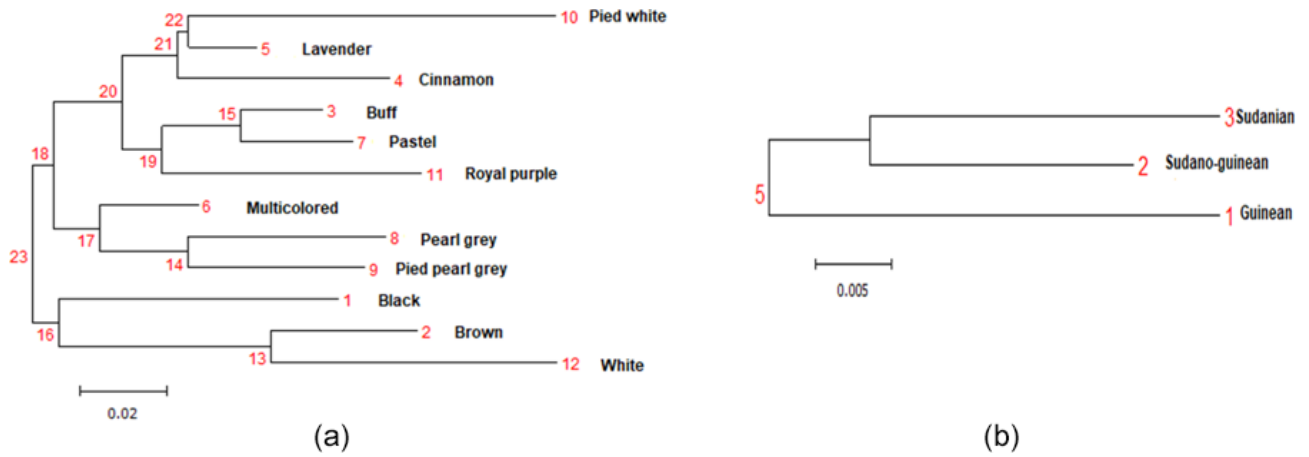 22
10 Pied white
21
5 Lavender
4 Cinnamon
20
15
3 Buff
7 Pastel
19
11 Royal purple
18
6 Multicolored
17
8 Pearl grey
14
9 Pied pearl grey
23
1 Black
16
2 Brown
13
12 White
0.02
(a)
3 Sudanian
2 Sudano-guinean
5
1 Guinean
0.005
(b)